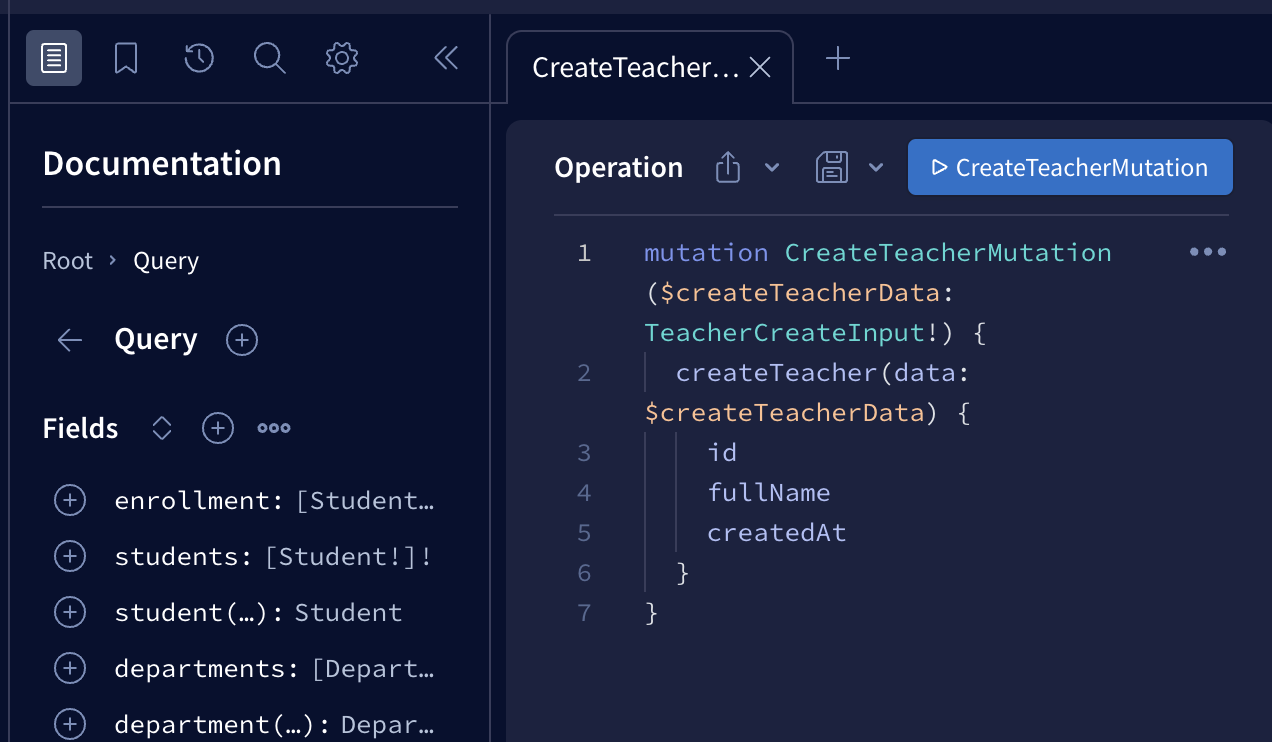 CreateTeacher...
Documentation
Root > Query
Query
Fields
enrollment: [Student...
students: [Student!]!
student(...): Student
departments: [Depart...
department(...): Depar...
Operation
CreateTeacherMutation
1 mutation CreateTeacherMutation
($createTeacherData:
TeacherCreateInput!) {
2 createTeacher(data:
$createTeacherData) {
3 id
4 fullName
5 createdAt
6 }
7 }